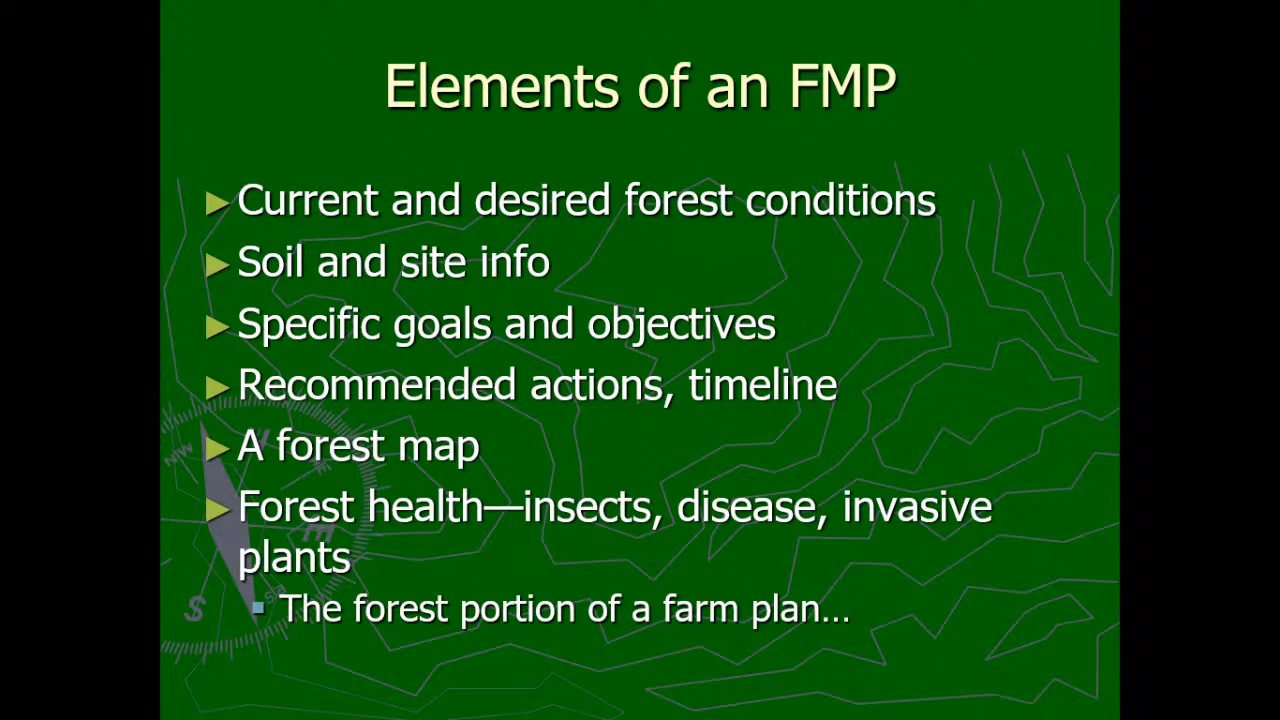 Elements of an FMP
►Current and desired forest conditions
►Soil and site info
►Specific goals and objectives
►Recommended actions, timeline
►A forest map
►Forest health—insects, disease, invasive
plants
▪ The forest portion of a farm plan…
NW
W
E
S